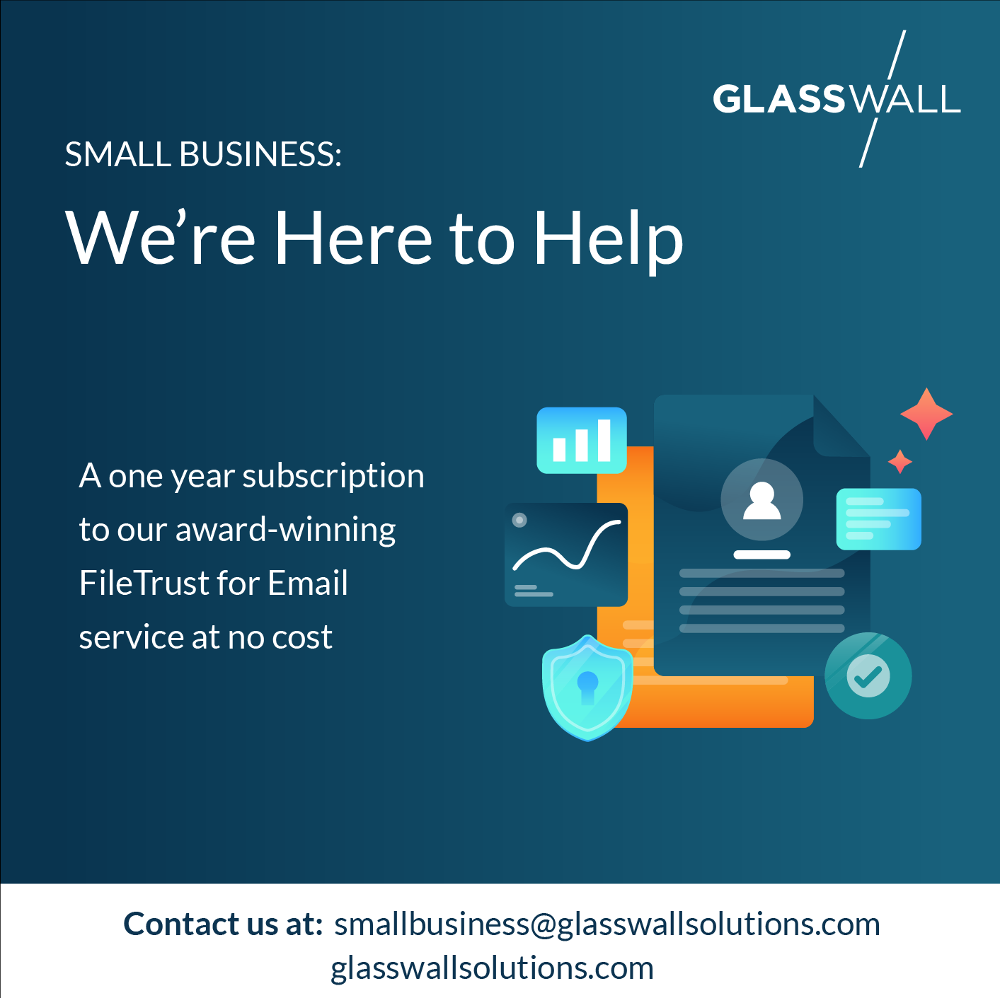 GLASSWALL
SMALL BUSINESS:
We’re Here to Help
A one year subscription
to our award-winning
FileTrust for Email
service at no cost
Contact us at: smallbusiness@glasswallsolutions.com
glasswallsolutions.com